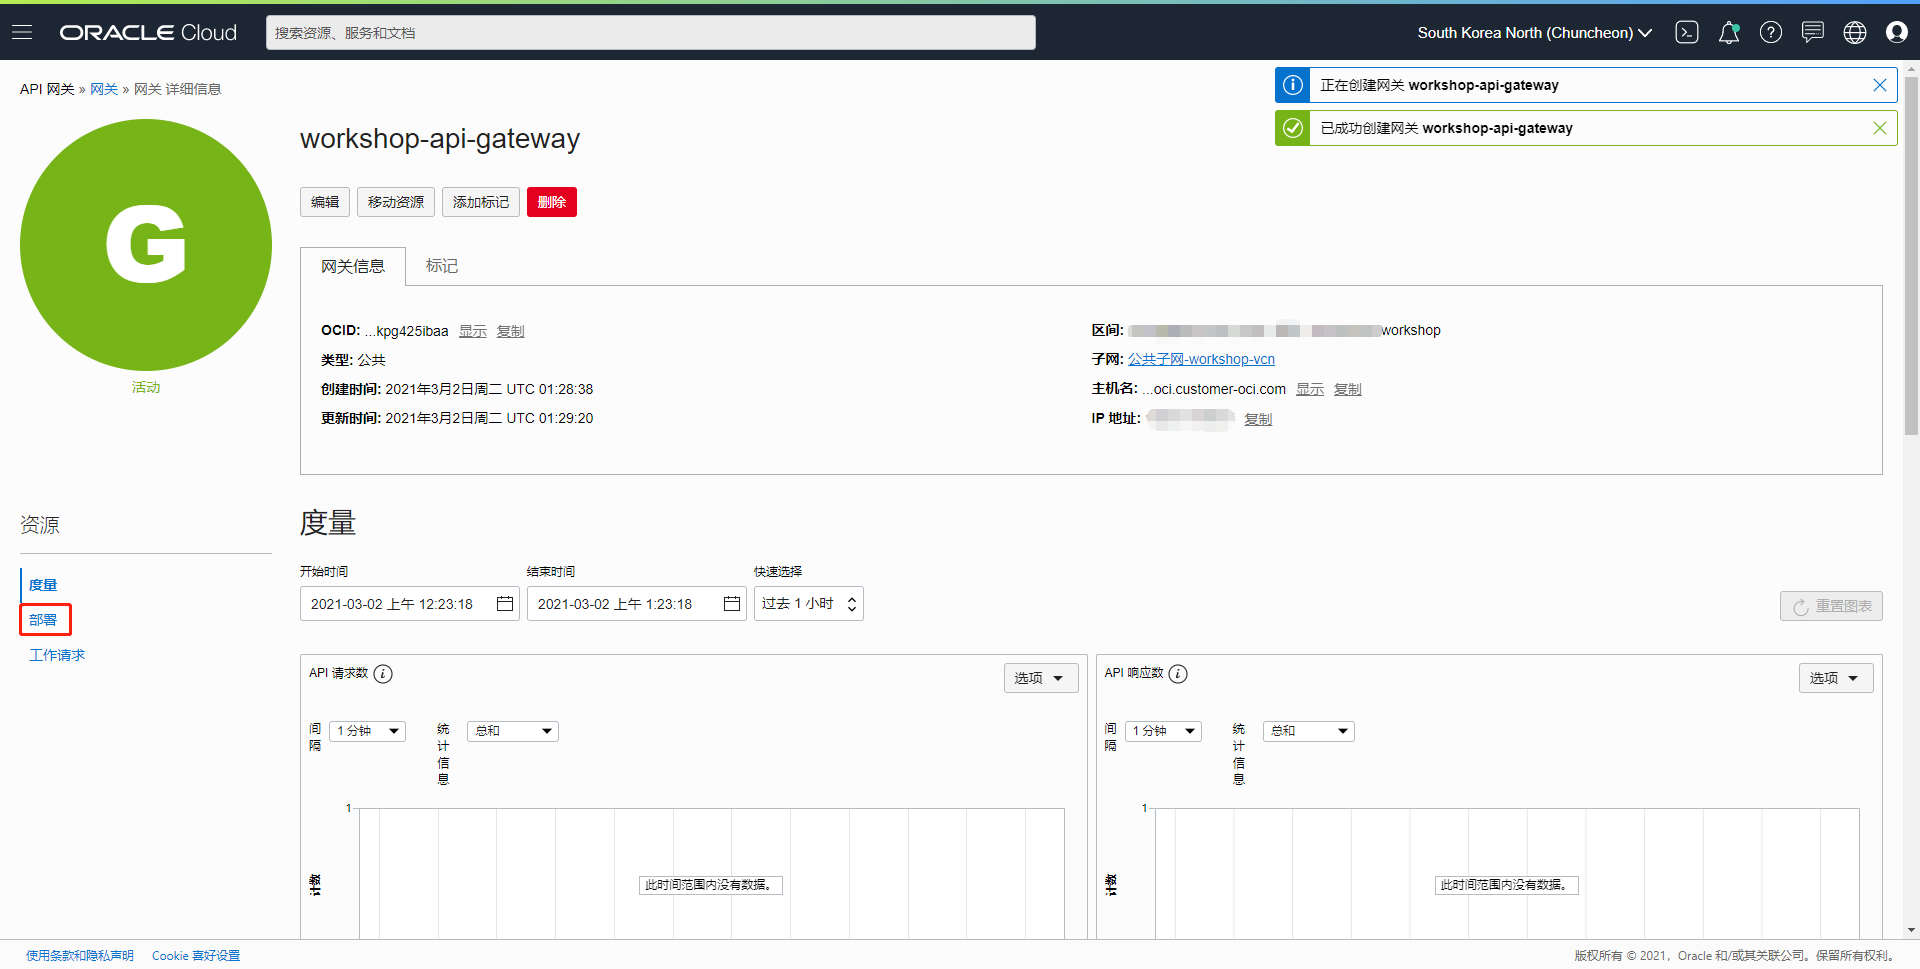 ORACLE Cloud
搜索资源、服务和文档
South Korea North (Chuncheon)
API 网关 » 网关 » 网关 详细信息
正在创建网关 workshop-api-gateway
已成功创建网关 workshop-api-gateway
G
活动
workshop-api-gateway
编辑 移动资源 添加标记 删除
网关信息 标记
OCID: ...kpg425ibaa 显示 复制
类型: 公共
创建时间: 2021年3月2日周二 UTC 01:28:38
更新时间: 2021年3月2日周二 UTC 01:29:20
区间: workshop
子网: 公共子网-workshop-vcn
主机名: ...oci.customer-oci.com 显示 复制
IP 地址: 复制
资源
度量
部署
工作请求
度量
开始时间 结束时间 快速选择
2021-03-02 上午 12:23:18 2021-03-02 上午 1:23:18 过去 1 小时
重置图表
API 请求数
选项
间隔 1 分钟 统计信息 总和
1
计数
此时间范围内没有数据。
API 响应数
选项
间隔 1 分钟 统计信息 总和
1
计数
此时间范围内没有数据。
使用条款和隐私声明 Cookie 喜好设置
版权所有 © 2021，Oracle 和/或其关联公司。保留所有权利。